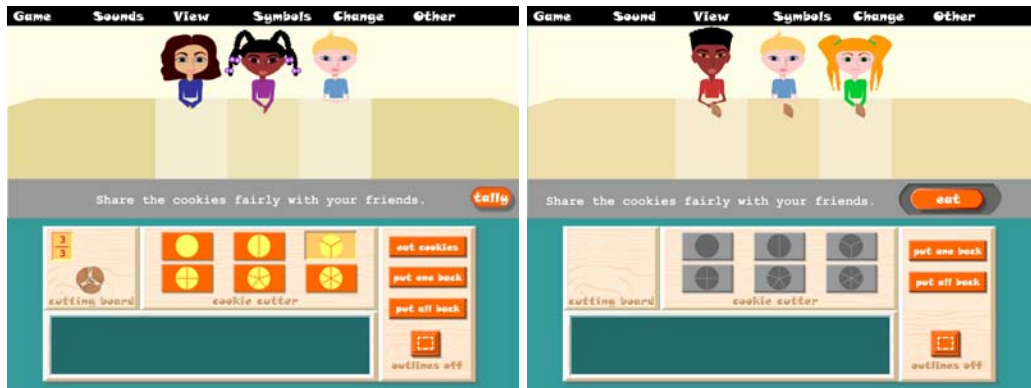 Game Sounds View Symbols Change Other
Share the cookies fairly with your friends.
tally
3
3
cutting board
cookie cutter
eat cookies
put one back
put all back
outlines off
Game Sound View Symbols Change Other
Share the cookies fairly with your friends.
eat
cutting board
cookie cutter
put one back
put all back
outlines off